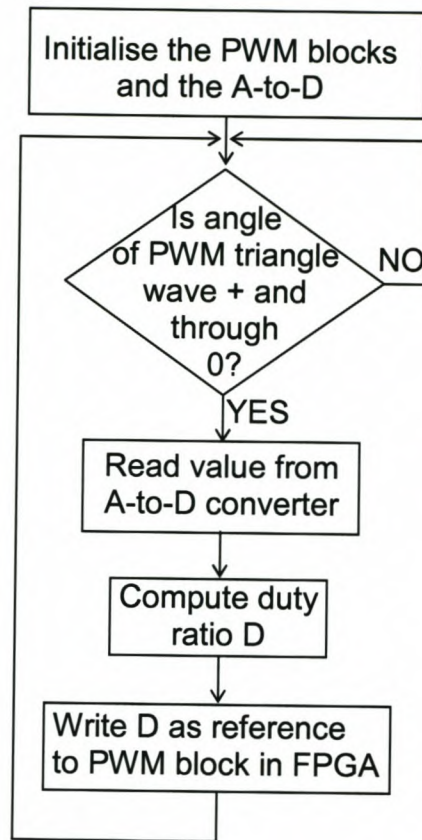 Initialise the PWM blocks
and the A-to-D
Is angle
of PWM triangle
wave + and
through
0?
NO
YES
Read value from
A-to-D converter
Compute duty
ratio D
Write D as reference
to PWM block in FPGA